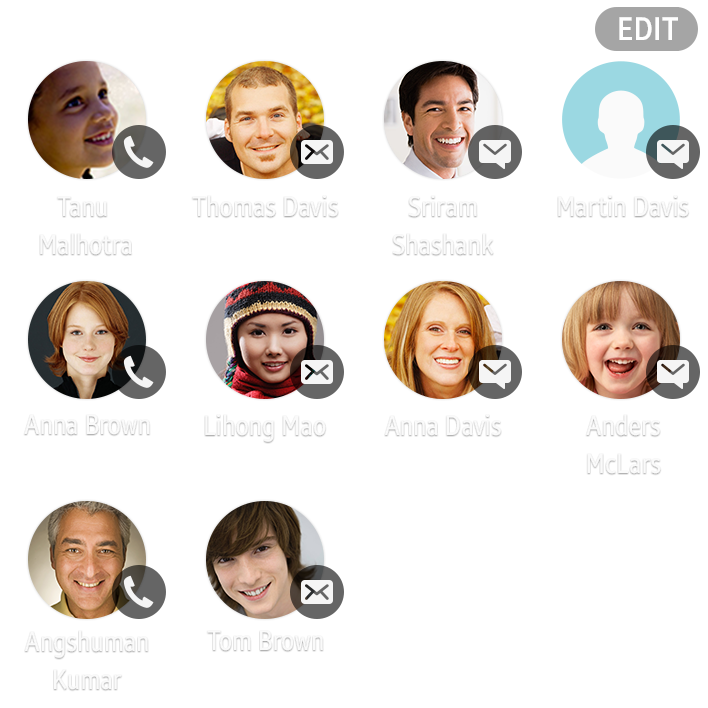 EDIT
Tanu
Malhotra
Thomas Davis
Sriram
Shashank
Martin Davis
Anna Brown
Lihong Mao
Anna Davis
Anders
McLars
Angshuman
Kumar
Tom Brown